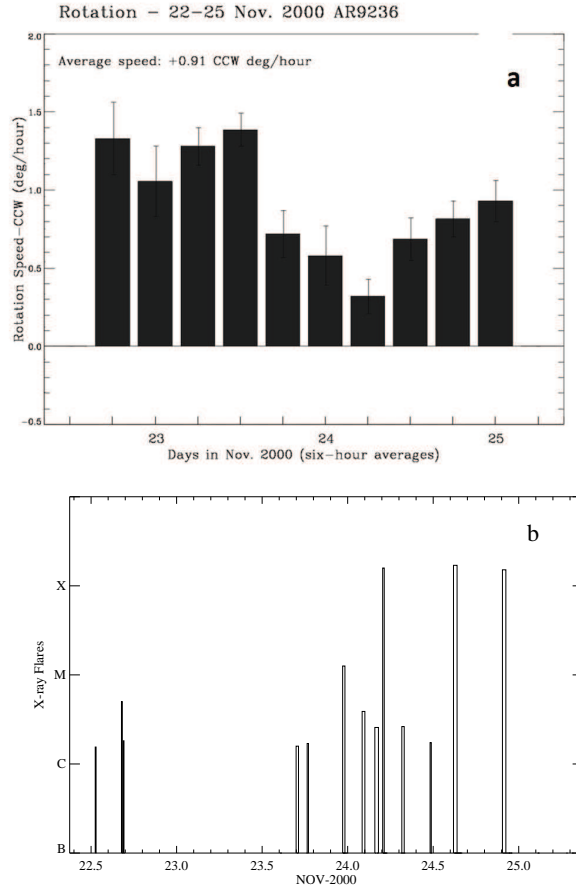 Rotation - 22-25 Nov. 2000 AR9236
2.0
Average speed: +0.91 CCW deg/hour
a
1.5
1.0
0.5
0.0
-0.5
Rotation Speed-CCW (deg/hour)
23
24
25
Days in Nov. 2000 (six-hour averages)
b
X
M
C
B
X-ray Flares
22.5
23.0
23.5
24.0
24.5
25.0
NOV-2000